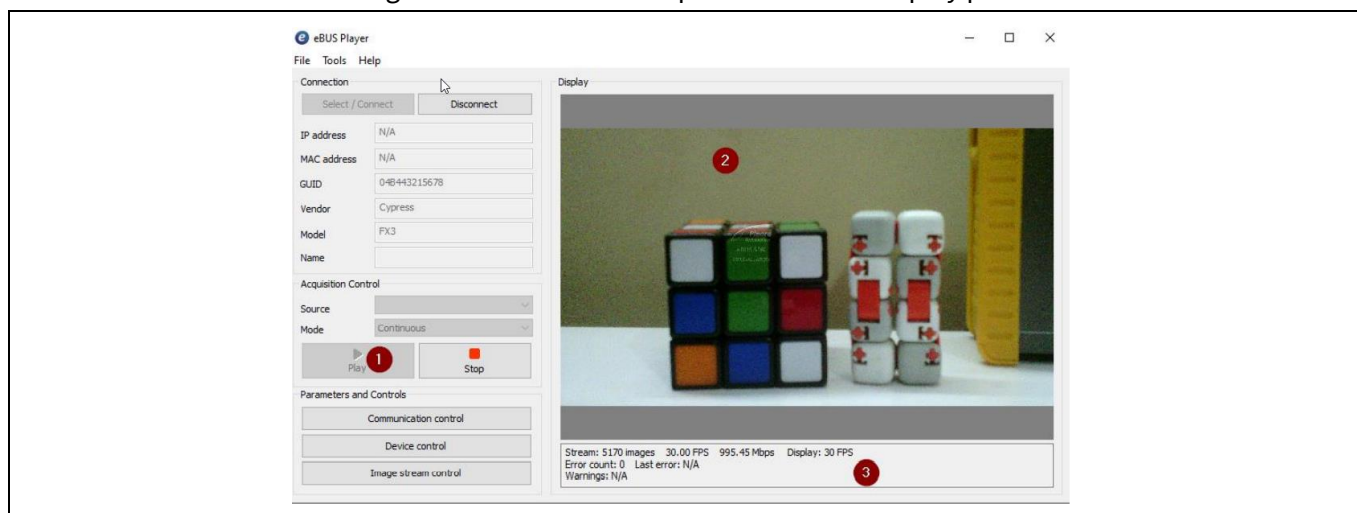 eBUS Player
File Tools Help
Connection
Select / Connect Disconnect
IP address N/A
MAC address N/A
GUID 04B443215678
Vendor Cypress
Model FX3
Name
Acquisition Control
Source
Mode Continuous
Play 1 Stop
Parameters and Controls
Communication control
Device control
Image stream control
Display
2
Stream: 5170 images 30.00 FPS 995.45 Mbps Display: 30 FPS
Error count: 0 Last error: N/A
Warnings: N/A
3